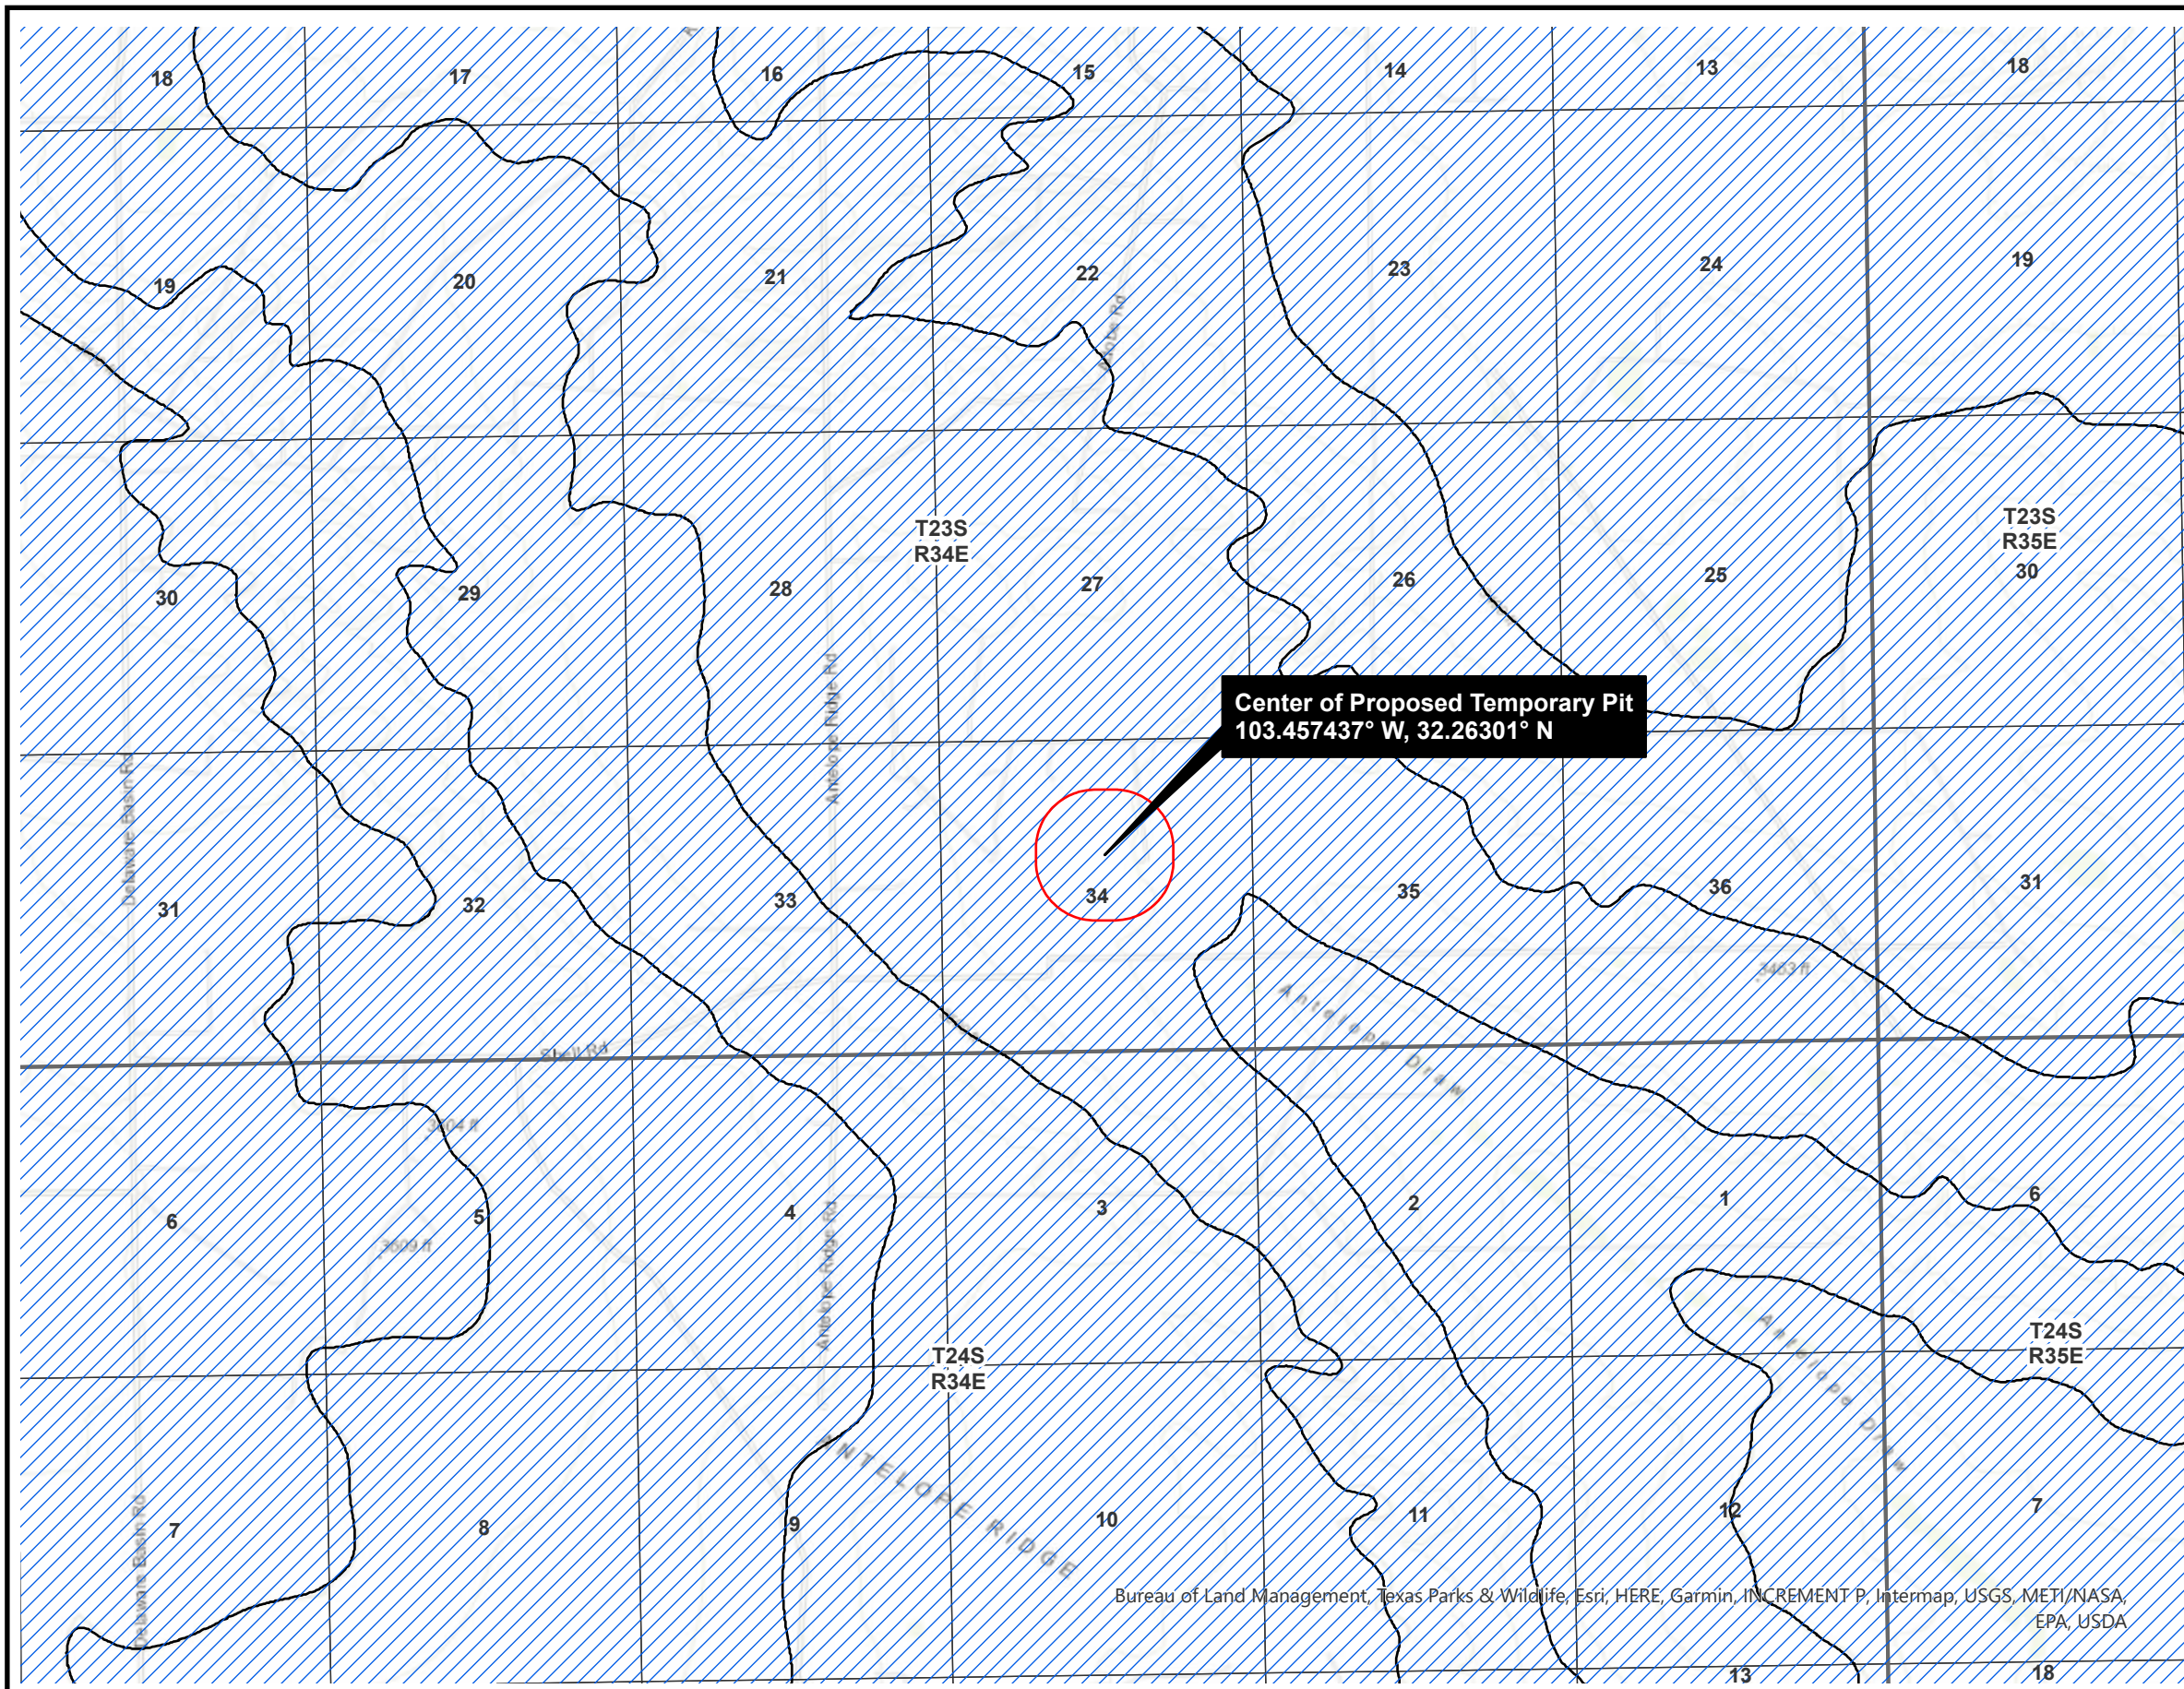 18
17
16
15
14
13
18
19
20
21
22
23
24
19
T23S
R34E
T23S
R35E
30
29
28
27
26
25
30
Antelope Ridge Rd
Center of Proposed Temporary Pit
103.457437° W, 32.26301° N
Delaware Basin Rd
31
32
33
34
35
36
31
3403 ft
Antelope Draw
Shell Rd
3604 ft
6
5
4
3
2
1
6
3609 ft
Antelope Ridge Rd
T24S
R34E
T24S
R35E
Antelope Draw
ANTELOPE RIDGE
7
8
9
10
11
12
7
Delaware Basin Rd
Bureau of Land Management, Texas Parks & Wildlife, Esri, HERE, Garmin, INCREMENT P, Intermap, USGS, METI/NASA,
EPA, USDA
13
18